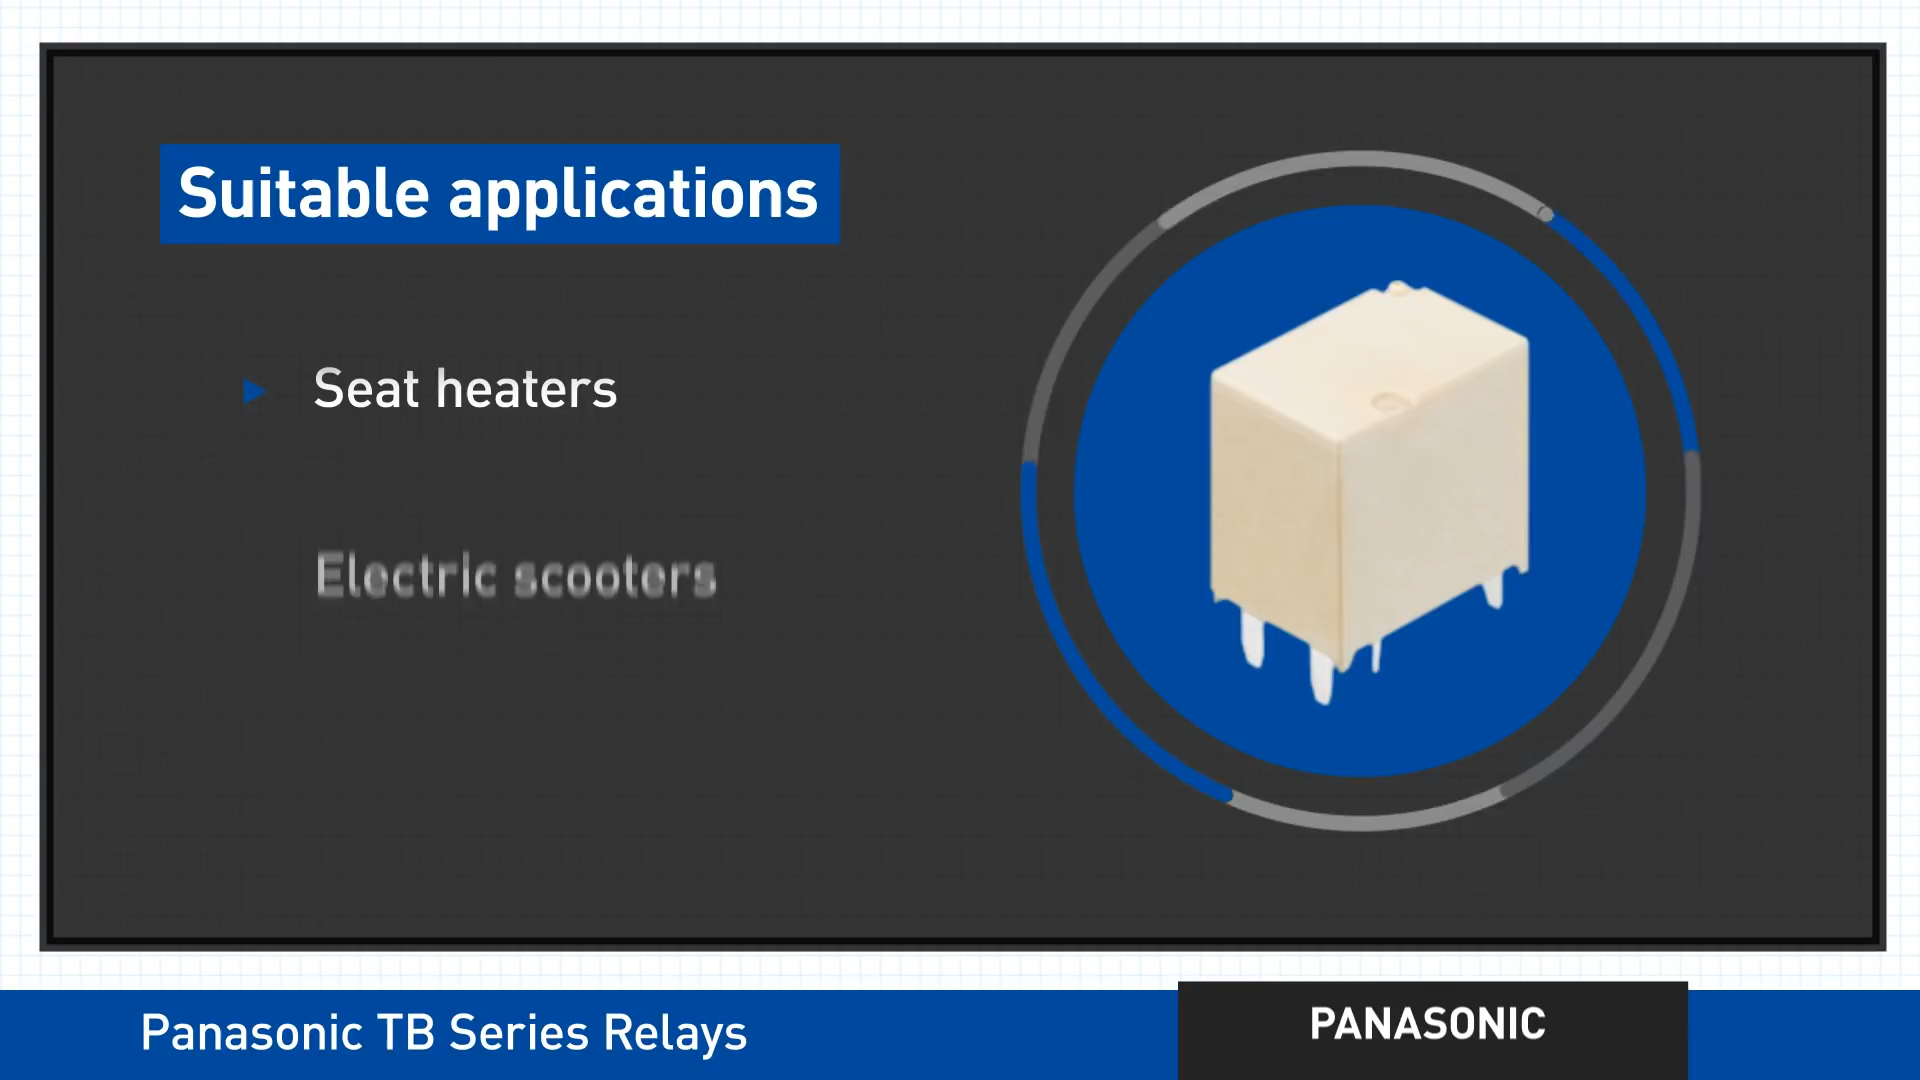 Suitable applications
Seat heaters
Electric scooters
Panasonic TB Series Relays
PANASONIC